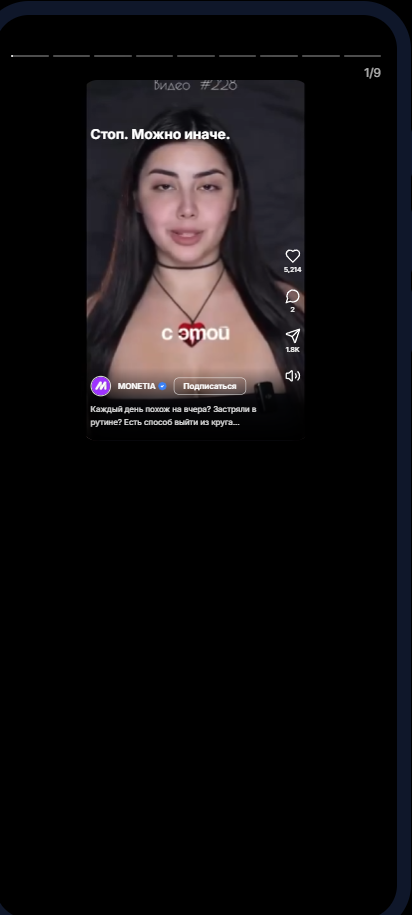 1/9
Видео #228
Стоп. Можно иначе.
5,214
2
с этой
1.8K
MONETIA Подписаться
Каждый день похож на вчера? Застряли в
рутине? Есть способ выйти из круга...